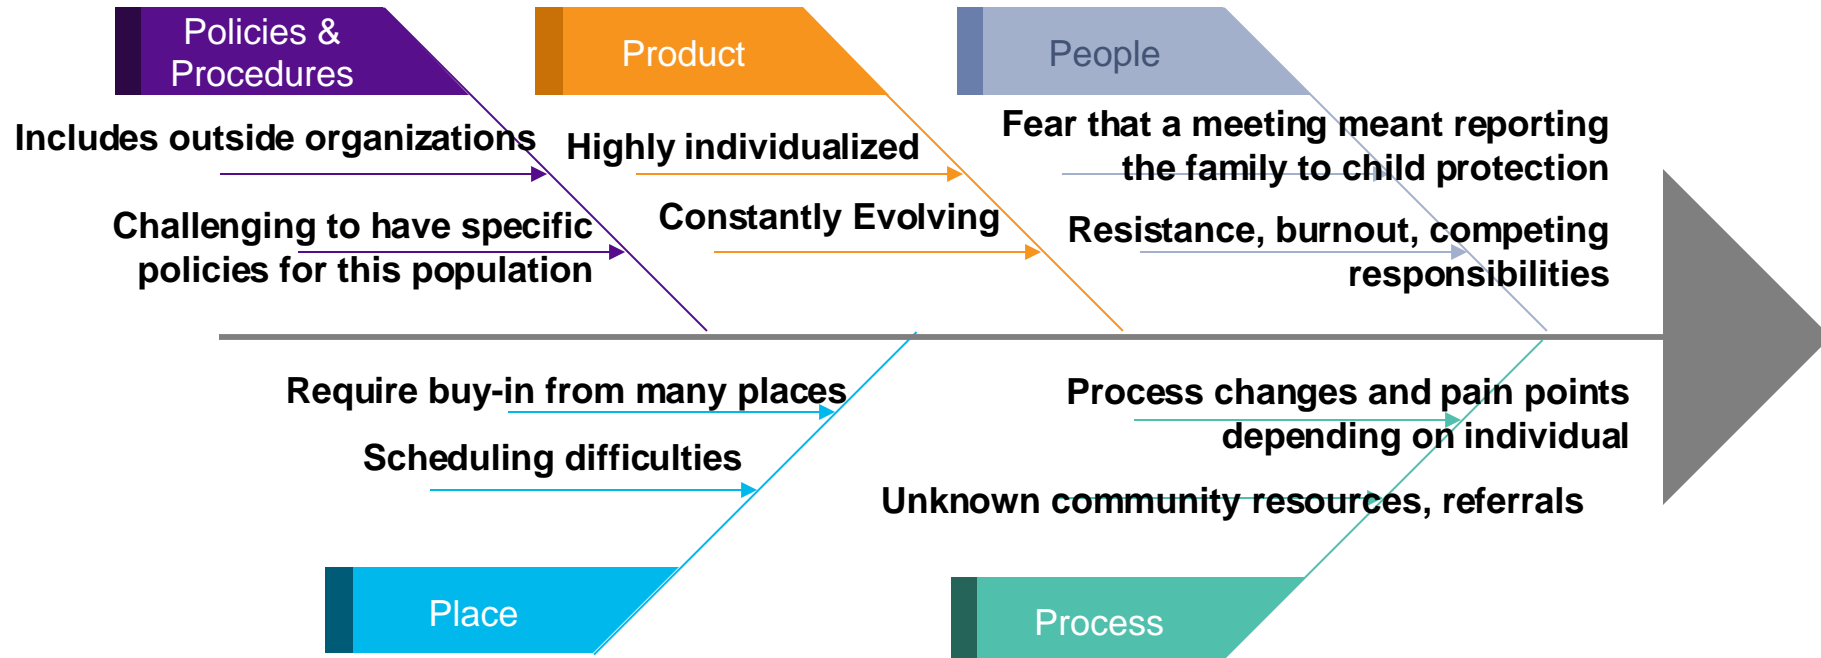 Policies &
Procedures
Product
People
Includes outside organizations
Highly individualized
Fear that a meeting meant reporting
the family to child protection
Challenging to have specific
policies for this population
Constantly Evolving
Resistance, burnout, competing
responsibilities
Require buy-in from many places
Process changes and pain points
depending on individual
Scheduling difficulties
Unknown community resources, referrals
Place
Process